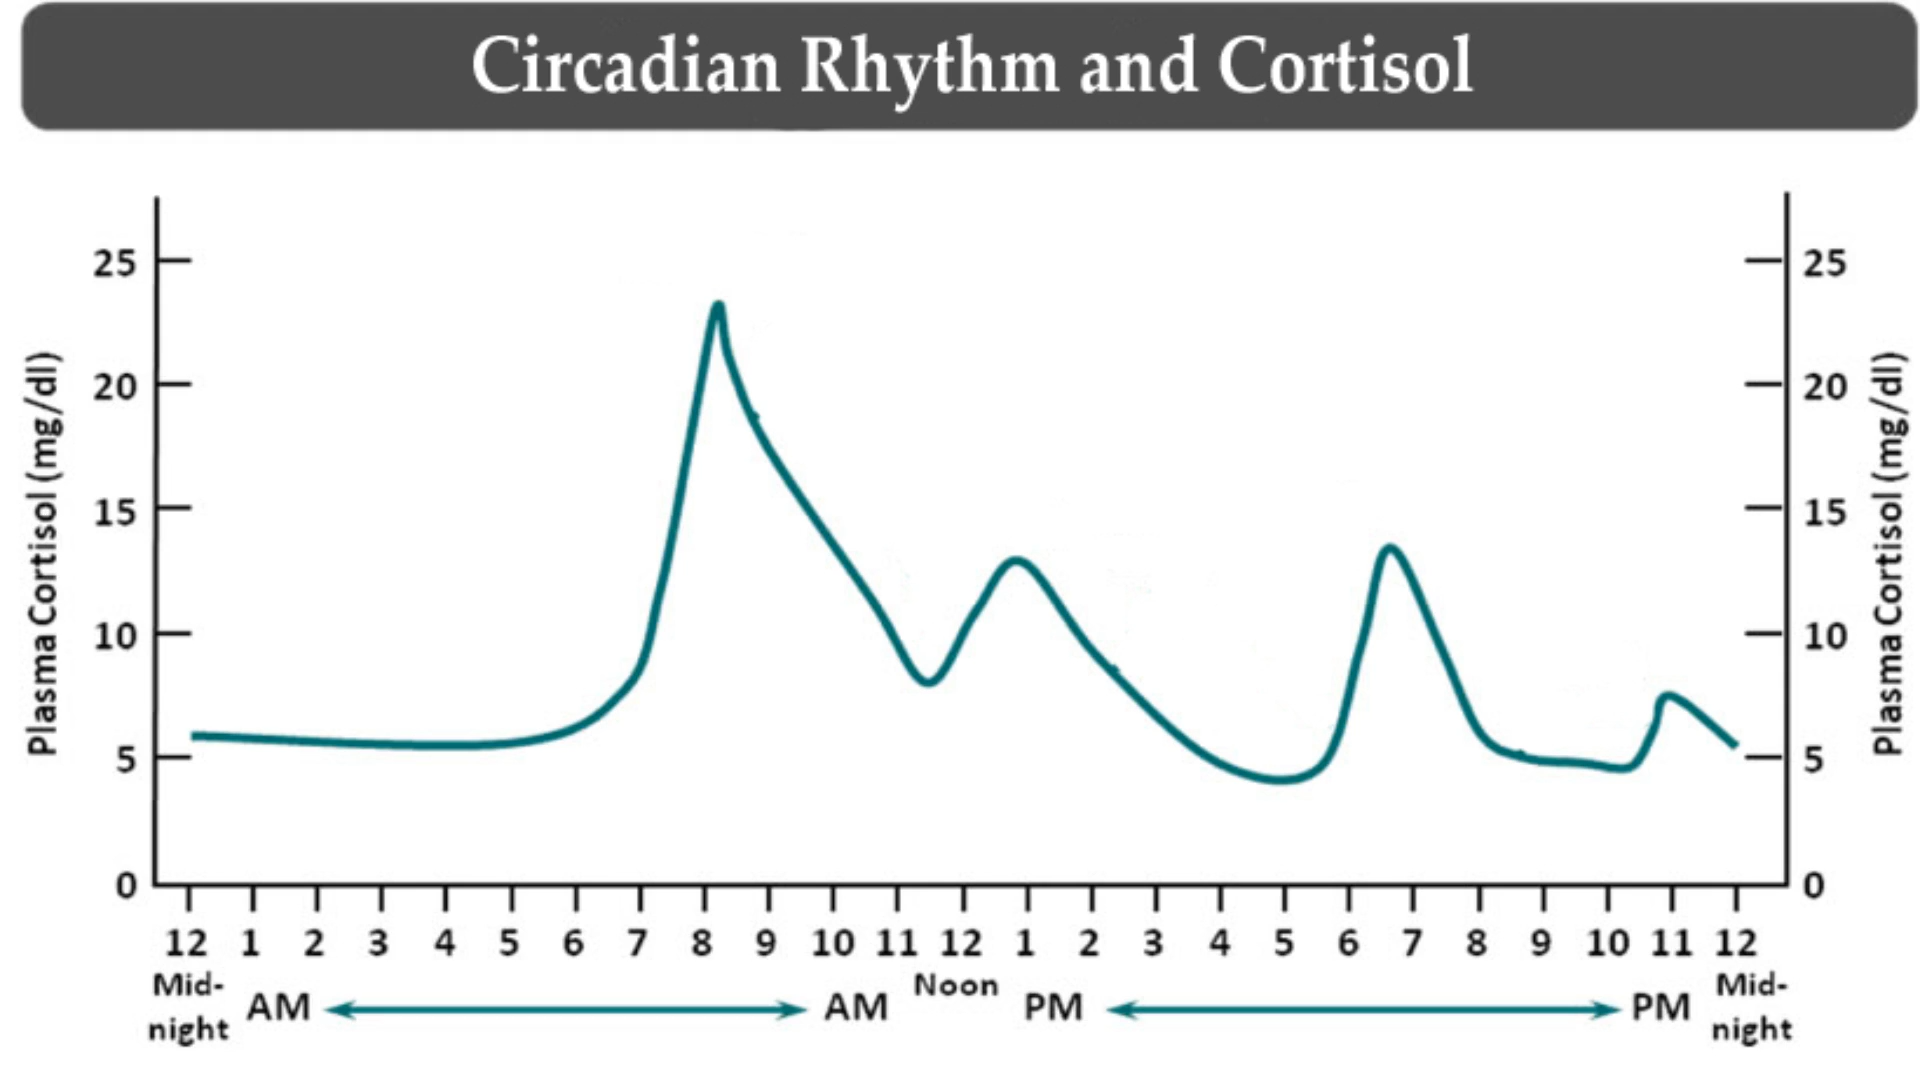 Circadian Rhythm and Cortisol
Plasma Cortisol (mg/dl)
25
20
15
10
5
0
25
20
15
10
5
0
Plasma Cortisol (mg/dl)
12 1 2 3 4 5 6 7 8 9 10 11 12 1 2 3 4 5 6 7 8 9 10 11 12
Mid-
night
AM
AM
Noon
PM
PM
Mid-
night